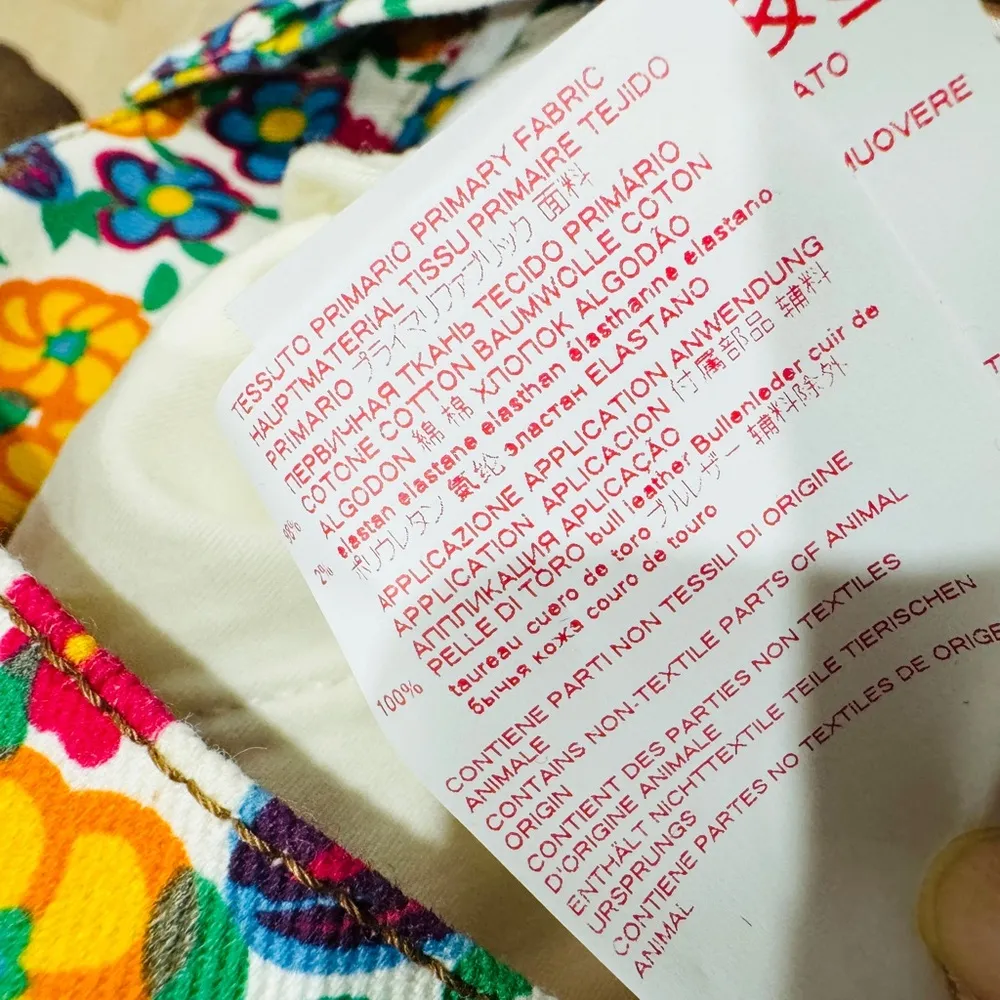 ATO
UOVERE
TESSUTO PRIMARIO PRIMARY FABRIC
HAUPTMATERIAL TISSU PRIMAIRE TEJIDO
PRIMARIO プライマリファブリック 面料
ПЕРВИЧНАЯ ТКАНЬ TECIDO PRIMÁRIO
COTONE COTTON BAUMWOLLE COTON
ALGODON 綿 棉 ХЛОПОК ALGODÃO
2% elastan elastane elasthan élasthanne elastano
ポリウレタン 氨纶 эластан ELASTANO
APPLICAZIONE APPLICATION ANWENDUNG
APPLICATION APLICACION 付属部品 辅料
АППЛИКАЦИЯ APLICAÇÃO
100% PELLE DI TORO bull leather Bullenleder cuir de
taureau cuero de toro ブルレザー 辅料除外
бычья кожа couro de touro
CONTIENE PARTI NON TESSILI DI ORIGINE
ANIMALE
CONTAINS NON-TEXTILE PARTS OF ANIMAL
ORIGIN
CONTIENT DES PARTIES NON TEXTILES
D'ORIGINE ANIMALE
ENTHÄLT NICHTTEXTILE TEILE TIERISCHEN
URSPRUNGS
CONTIENE PARTES NO TEXTILES DE ORIGE
ANIMAL